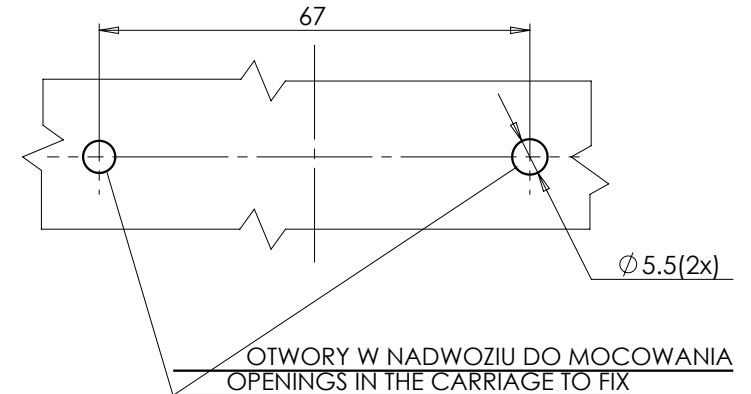 67
⌀5.5(2x)
OTWORY W NADWOZIU DO MOCOWANIA
OPENINGS IN THE CARRIAGE TO FIX